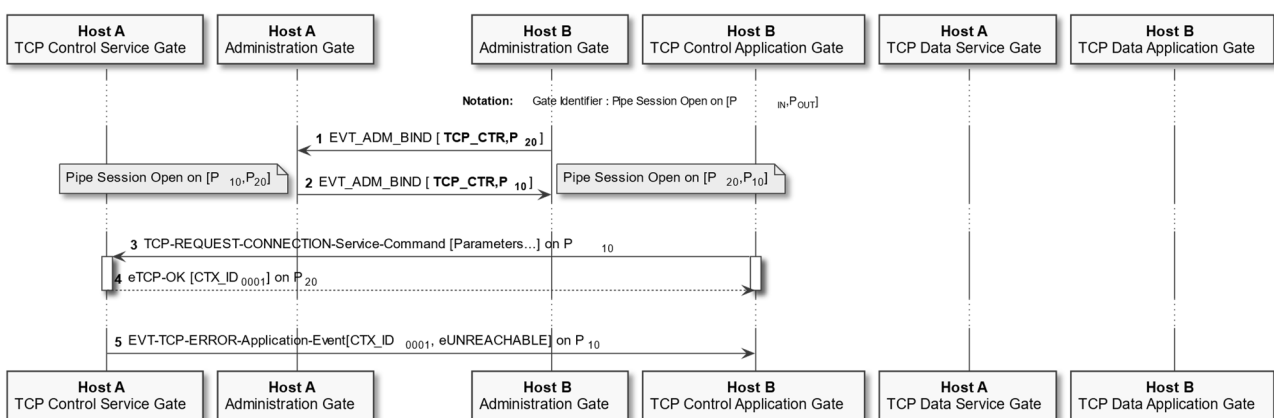 Host A
TCP Control Service Gate
Host A
Administration Gate
Host B
Administration Gate
Host B
TCP Control Application Gate
Host A
TCP Data Service Gate
Host B
TCP Data Application Gate
Notation: Gate Identifier : Pipe Session Open on [P IN,POUT]
1 EVT_ADM_BIND [ TCP_CTR,P 20 ]
Pipe Session Open on [P 10,P20]
2 EVT_ADM_BIND [ TCP_CTR,P 10 ]
Pipe Session Open on [P 20,P10]
3 TCP-REQUEST-CONNECTION-Service-Command [Parameters...] on P 10
4 eTCP-OK [CTX_ID 0001] on P 20
5 EVT-TCP-ERROR-Application-Event[CTX_ID 0001, eUNREACHABLE] on P 10
Host A
TCP Control Service Gate
Host A
Administration Gate
Host B
Administration Gate
Host B
TCP Control Application Gate
Host A
TCP Data Service Gate
Host B
TCP Data Application Gate